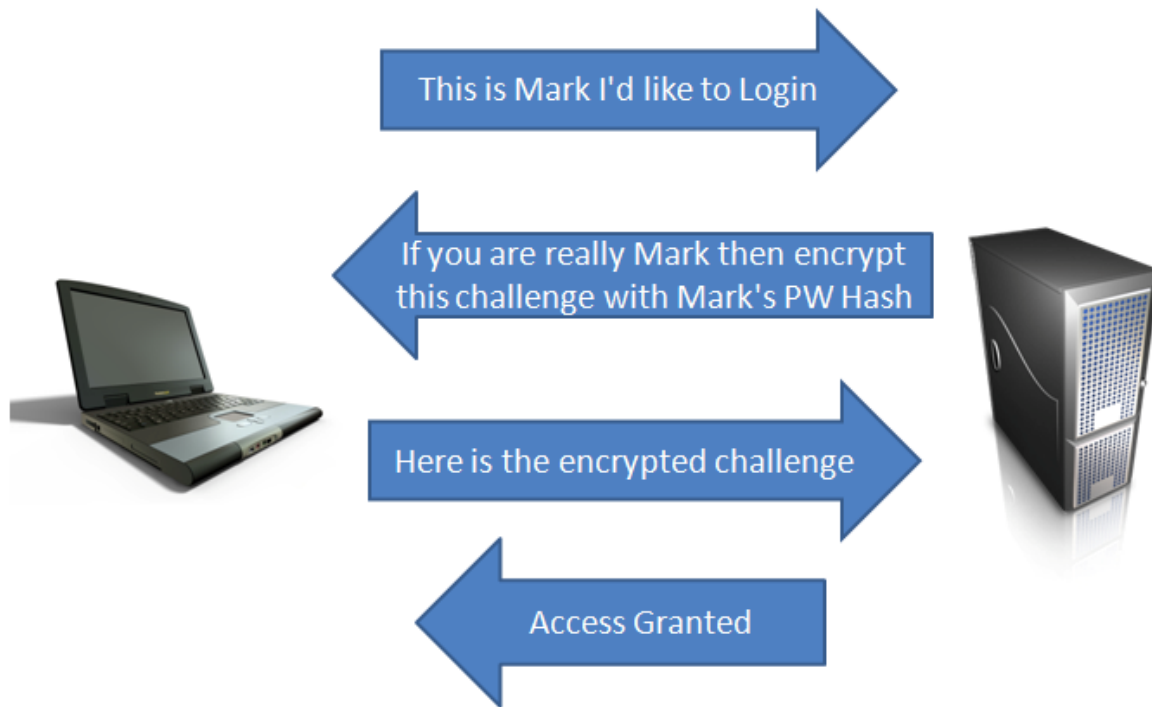 This is Mark I'd like to Login
If you are really Mark then encrypt
this challenge with Mark's PW Hash
Here is the encrypted challenge
Access Granted